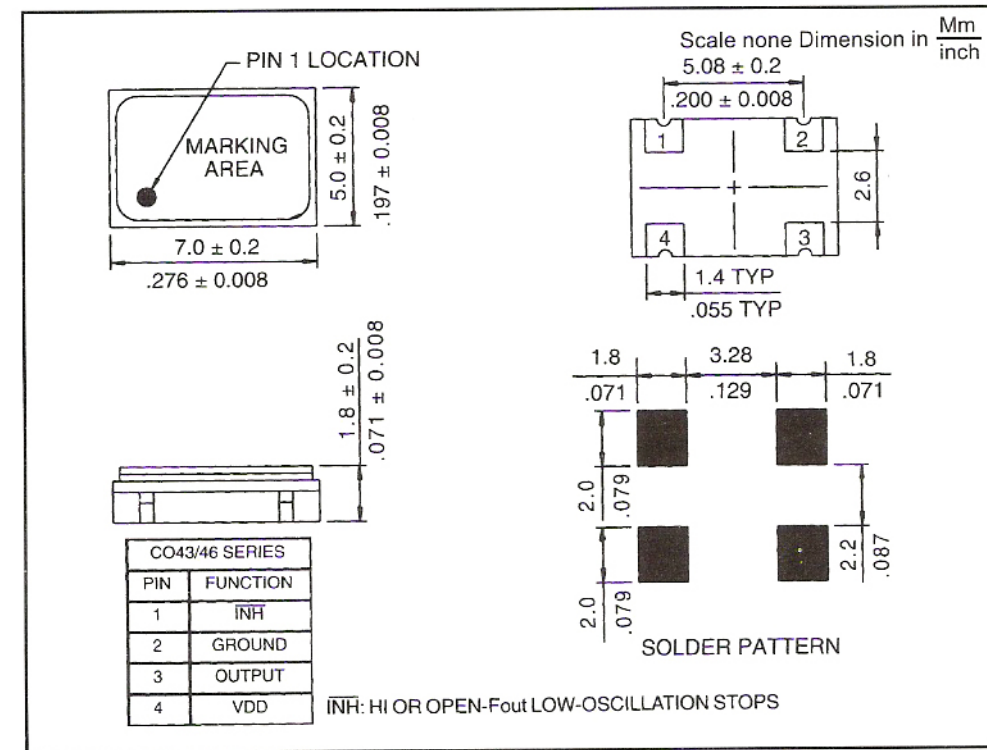 Scale none Dimension in Mm
inch
PIN 1 LOCATION
MARKING
AREA
5.0 ± 0.2
.197 ± 0.008
7.0 ± 0.2
.276 ± 0.008
5.08 ± 0.2
.200 ± 0.008
1
2
2.6
4
3
1.4 TYP
.055 TYP
1.8 ± 0.2
.071 ± 0.008
1.8
3.28
1.8
.071
.129
.071
2.0
.079
2.2
.087
2.0
.079
SOLDER PATTERN
CO43/46 SERIES
PIN FUNCTION
1 I̅N̅H̅
2 GROUND
3 OUTPUT
4 VDD
I̅N̅H̅: HI OR OPEN-Fout LOW-OSCILLATION STOPS